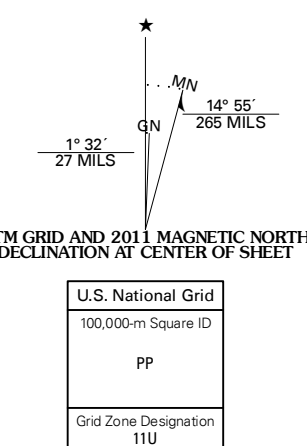 MN
GN
14° 55´
265 MILS
1° 32´
27 MILS
TM GRID AND 2011 MAGNETIC NORTH
DECLINATION AT CENTER OF SHEET
U.S. National Grid
100,000-m Square ID
PP
Grid Zone Designation
11U